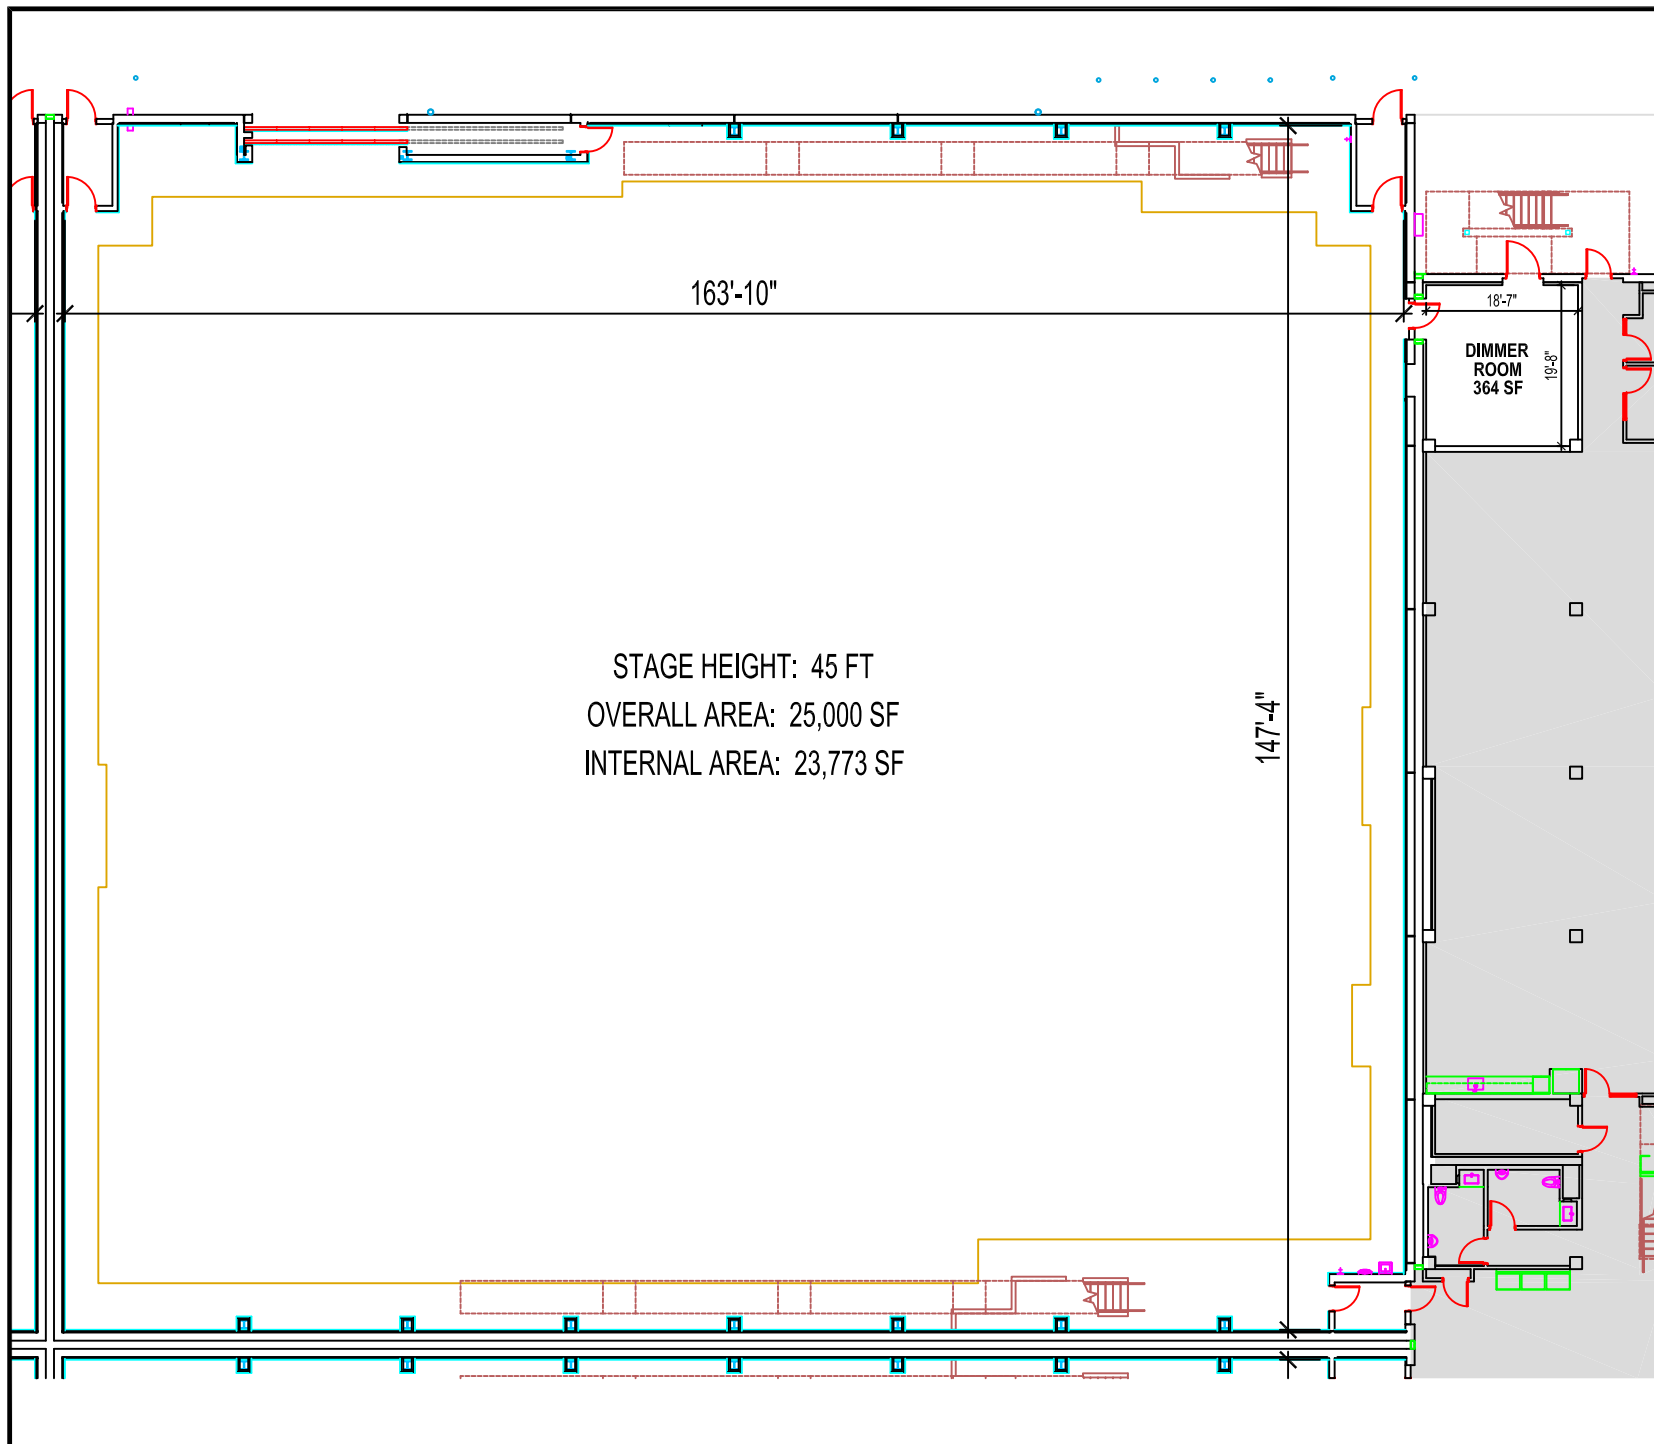 163'-10"
18'-7"
DIMMER
ROOM
364 SF
19'-8"
STAGE HEIGHT: 45 FT
OVERALL AREA: 25,000 SF
INTERNAL AREA: 23,773 SF
147'-4"